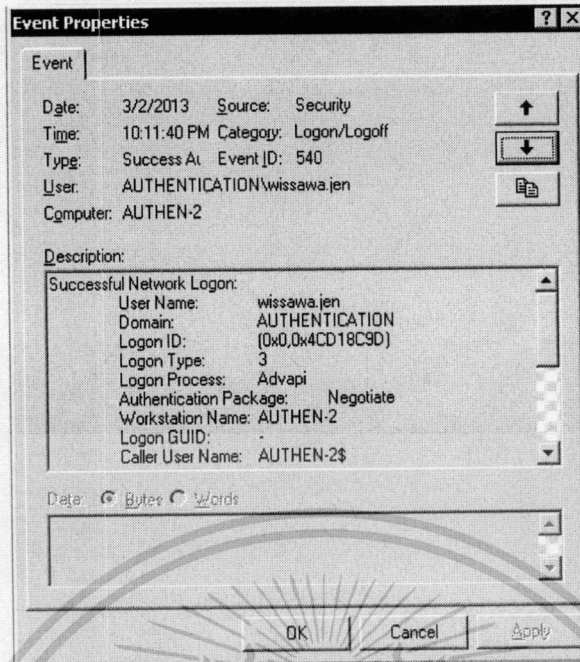 Event Properties
Event
Date: 3/2/2013 Source: Security
Time: 10:11:40 PM Category: Logon/Logoff
Type: Success Au Event ID: 540
User: AUTHENTICATION\wissawa.jen
Computer: AUTHEN-2
Description:
Successful Network Logon:
User Name: wissawa.jen
Domain: AUTHENTICATION
Logon ID: (0x0,0x4CD18C9D)
Logon Type: 3
Logon Process: Advapi
Authentication Package: Negotiate
Workstation Name: AUTHEN-2
Logon GUID: -
Caller User Name: AUTHEN-2$
Data: Bytes Words
OK Cancel Apply